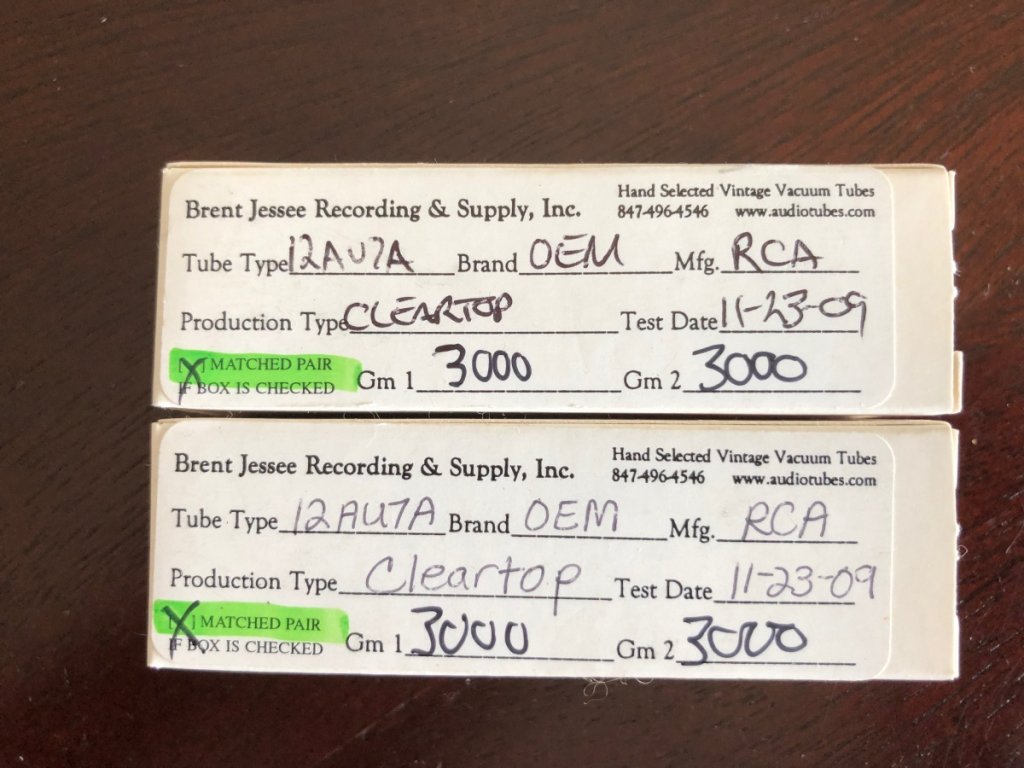 Brent Jessee Recording & Supply, Inc. Hand Selected Vintage Vacuum Tubes
847-496-4546 www.audiotubes.com
Tube Type 12AU7A Brand OEM Mfg. RCA
Production Type CLEARTOP Test Date 11-23-09
[X] MATCHED PAIR
IF BOX IS CHECKED Gm 1 3000 Gm 2 3000
Brent Jessee Recording & Supply, Inc. Hand Selected Vintage Vacuum Tubes
847-496-4546 www.audiotubes.com
Tube Type 12AU7A Brand OEM Mfg. RCA
Production Type Cleartop Test Date 11-23-09
[X] MATCHED PAIR
IF BOX IS CHECKED Gm 1 3000 Gm 2 3000